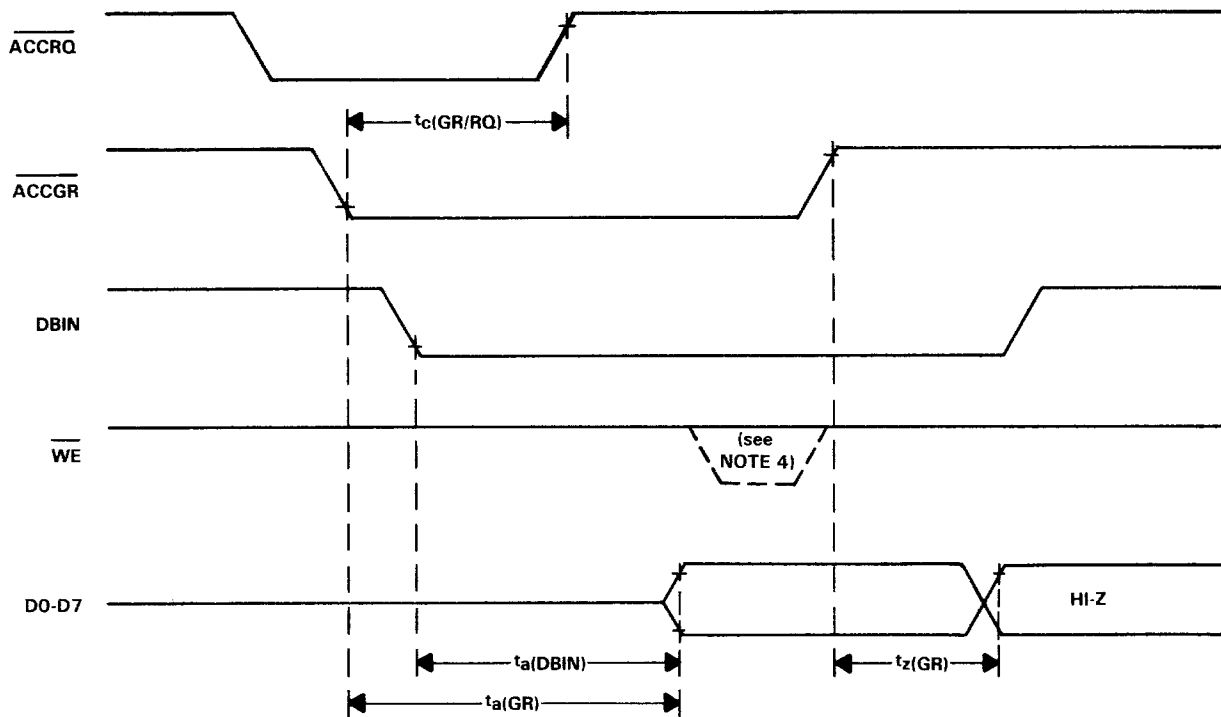 ACCRQ
tc(GR/RQ)
ACCGR
DBIN
WE
(see
NOTE 4)
D0-D7
HI-Z
ta(DBIN)
tz(GR)
ta(GR)